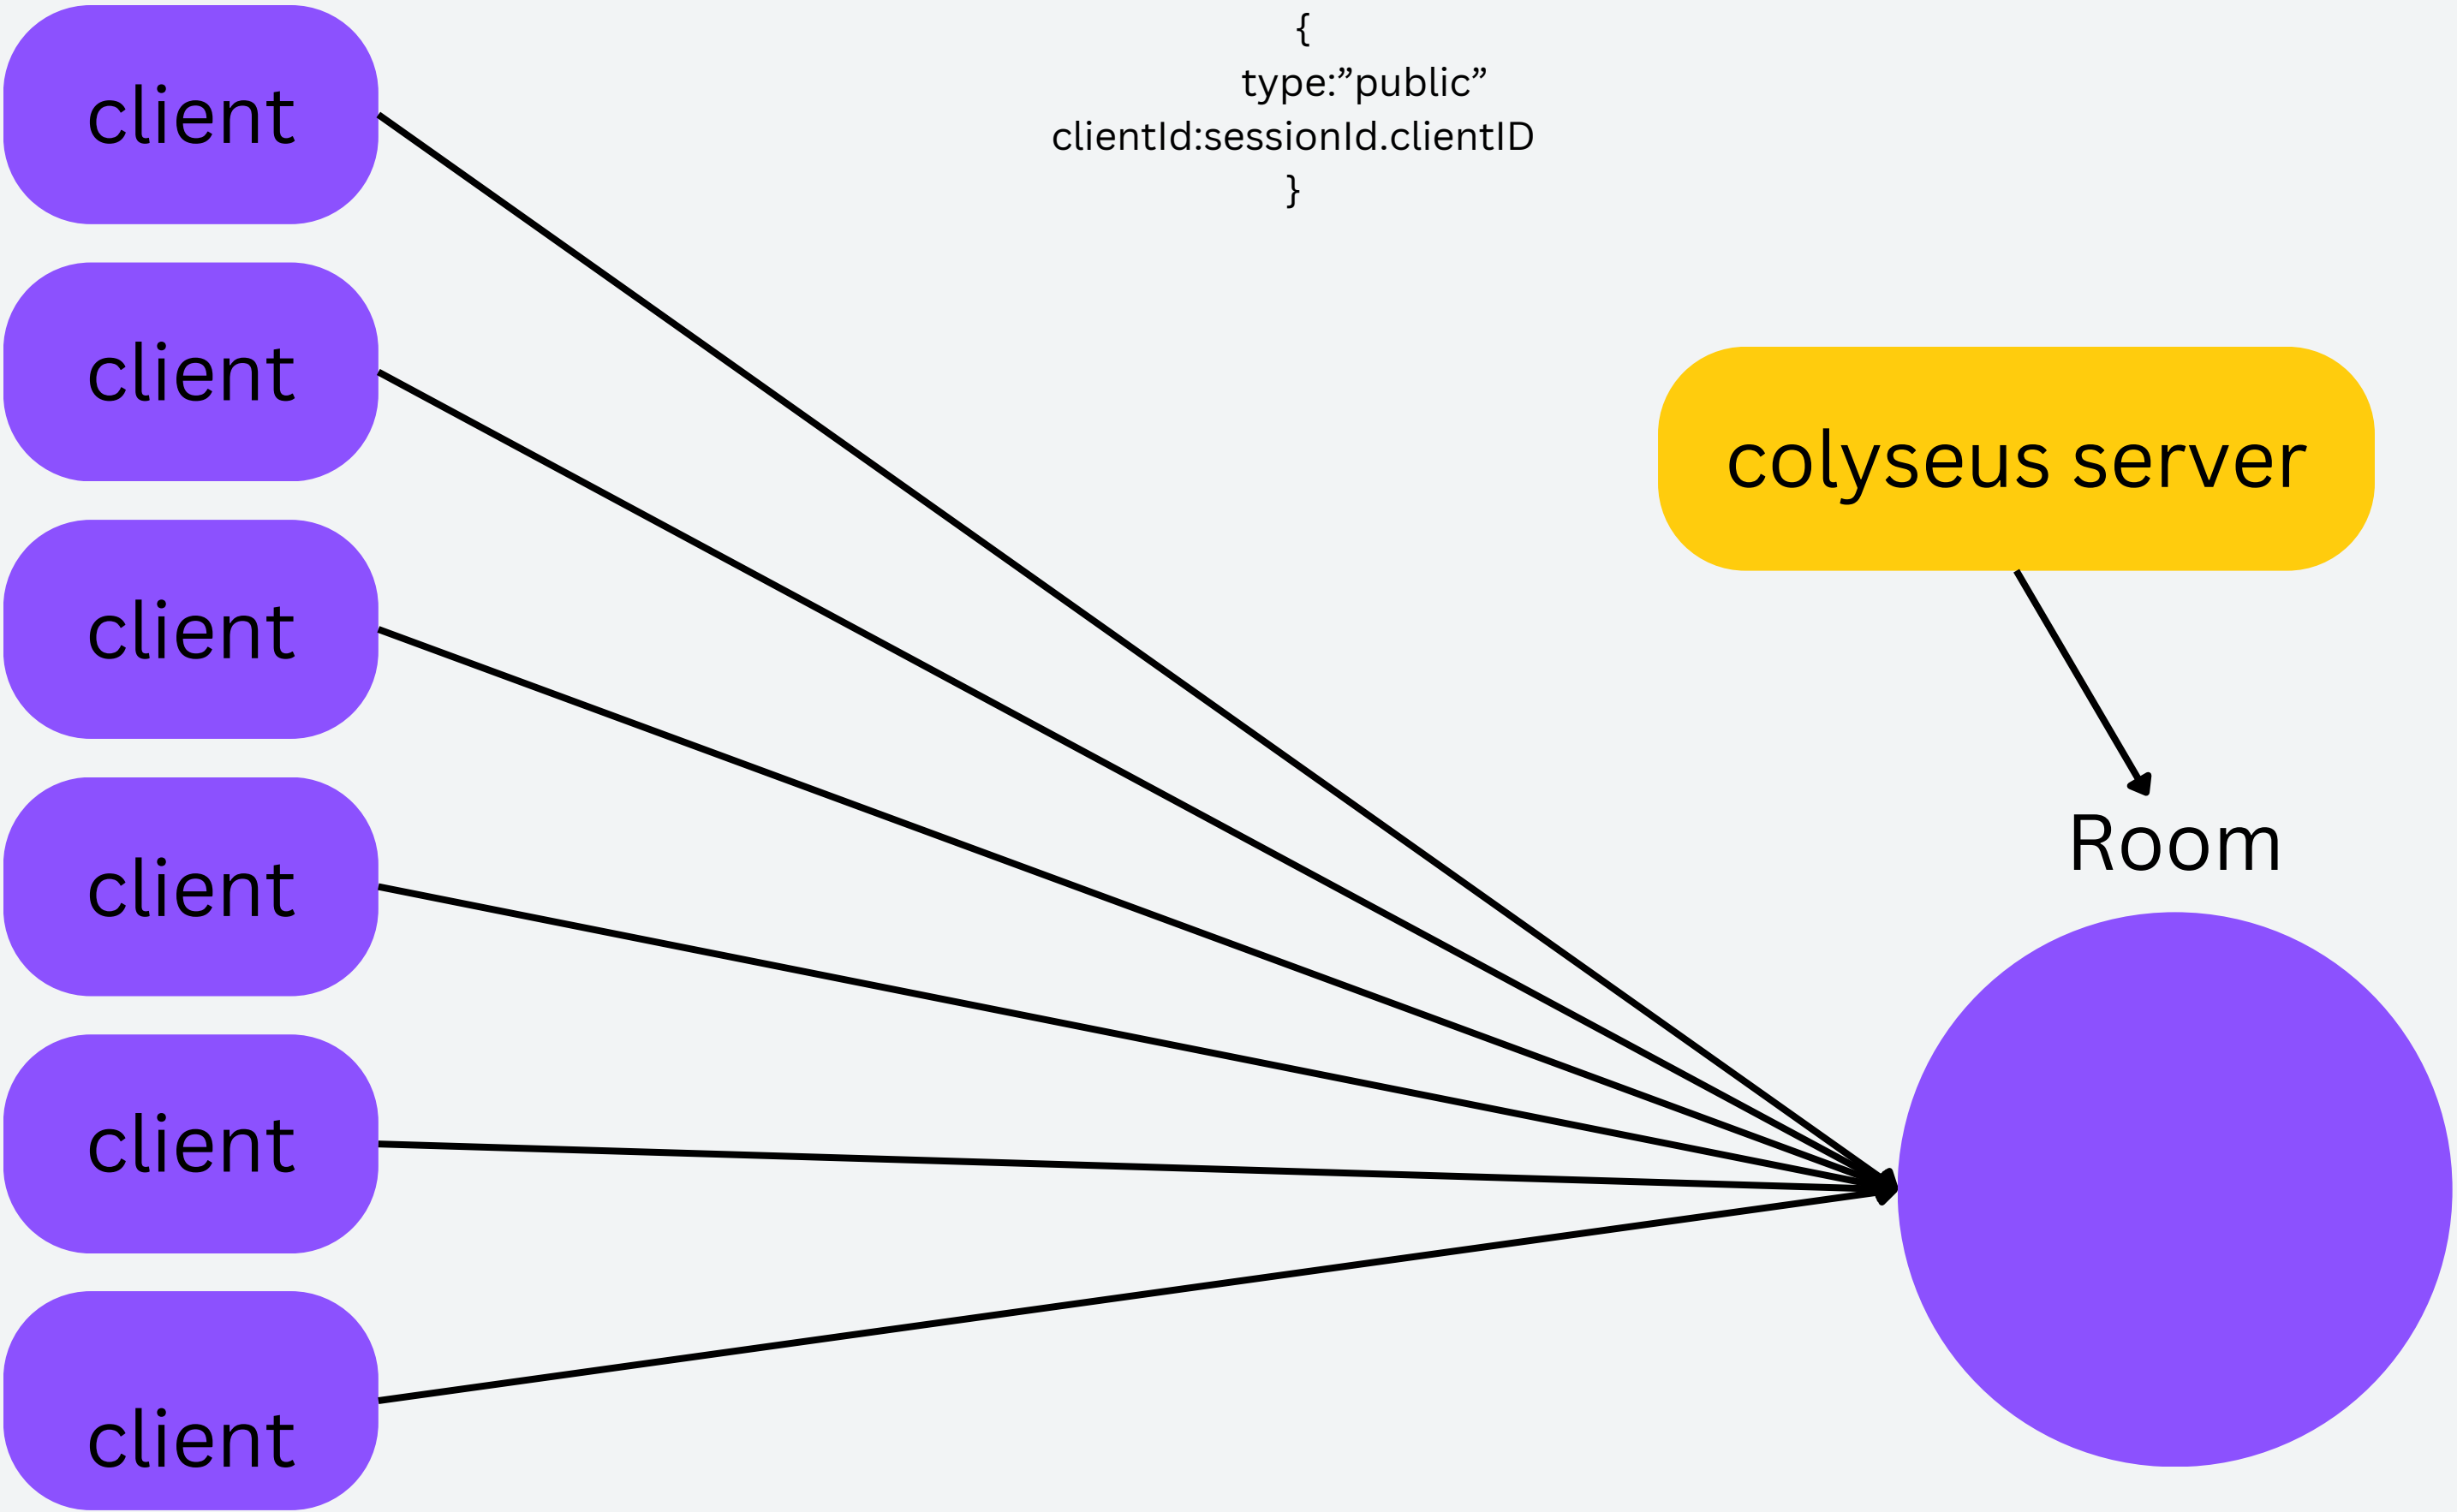 client
client
client
client
client
client
{
type:”public”
clientId:sessionId.clientID
}
colyseus server
Room